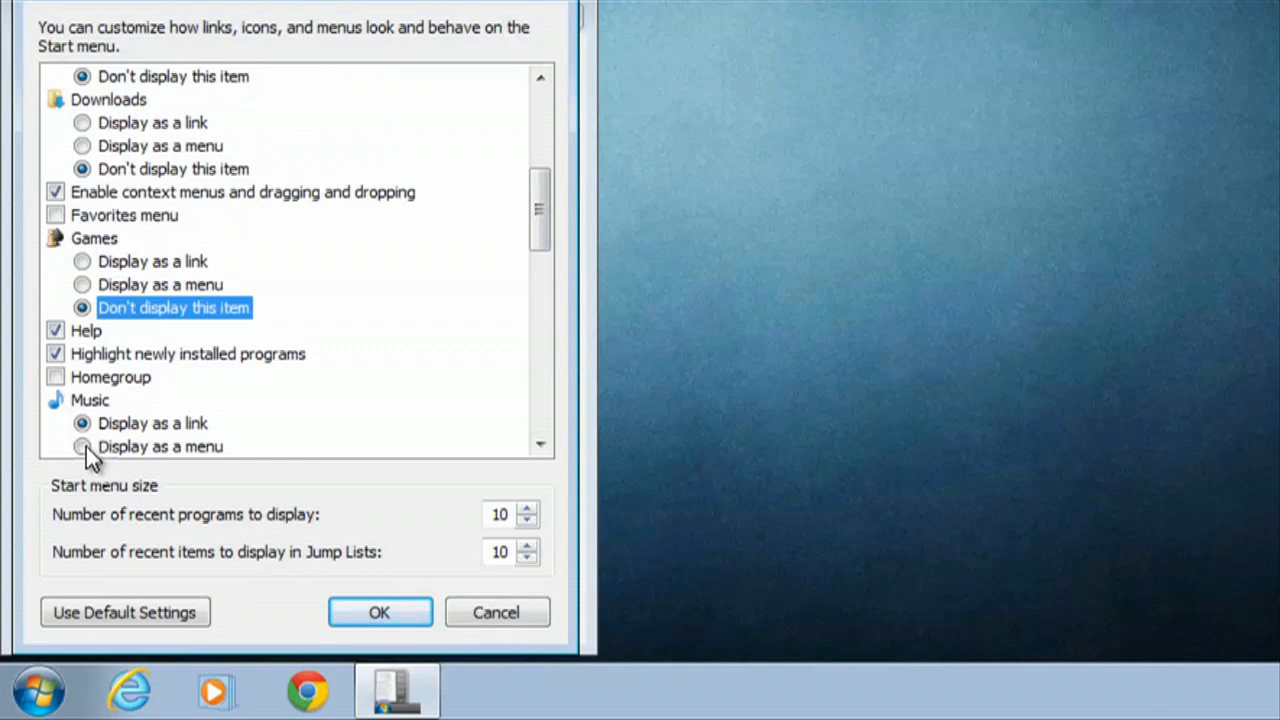 You can customize how links, icons, and menus look and behave on the
Start menu.
Don't display this item
Downloads
Display as a link
Display as a menu
Don't display this item
Enable context menus and dragging and dropping
Favorites menu
Games
Display as a link
Display as a menu
Don't display this item
Help
Highlight newly installed programs
Homegroup
Music
Display as a link
Display as a menu
Start menu size
Number of recent programs to display: 10
Number of recent items to display in Jump Lists: 10
Use Default Settings OK Cancel